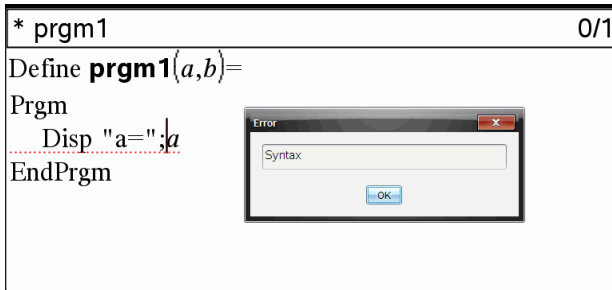 * prgm1 0/1
Define prgm1(a,b)=
Prgm
Disp "a=";a
EndPrgm
Error
x
Syntax
OK